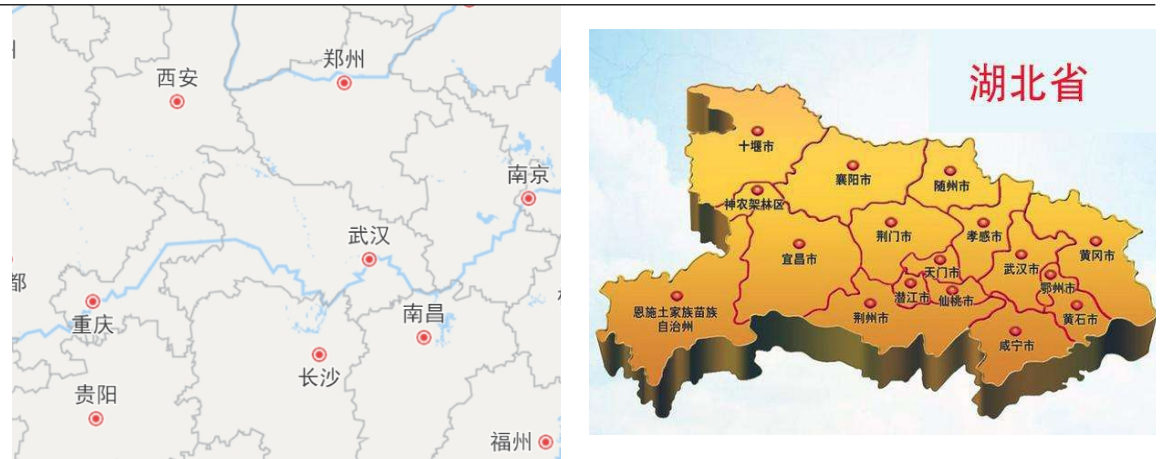 郑州
西安
南京
武汉
都
重庆
南昌
长沙
贵阳
福州
湖北省
十堰市
襄阳市
随州市
神农架林区
荆门市
孝感市
黄冈市
宜昌市
武汉市
天门市
鄂州市
潜江市
仙桃市
恩施土家族苗族
自治州
荆州市
黄石市
咸宁市